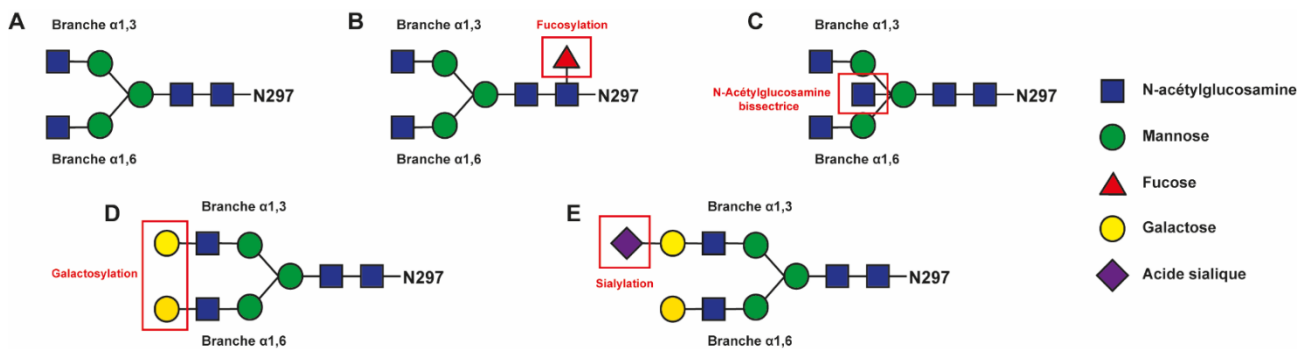 A
Branche α1,3
N297
Branche α1,6
B
Branche α1,3
Fucosylation
N297
Branche α1,6
C
Branche α1,3
N-Acétylglucosamine
bissectrice
N297
Branche α1,6
D
Branche α1,3
Galactosylation
N297
Branche α1,6
E
Branche α1,3
Sialylation
N297
Branche α1,6
N-acétylglucosamine
Mannose
Fucose
Galactose
Acide sialique